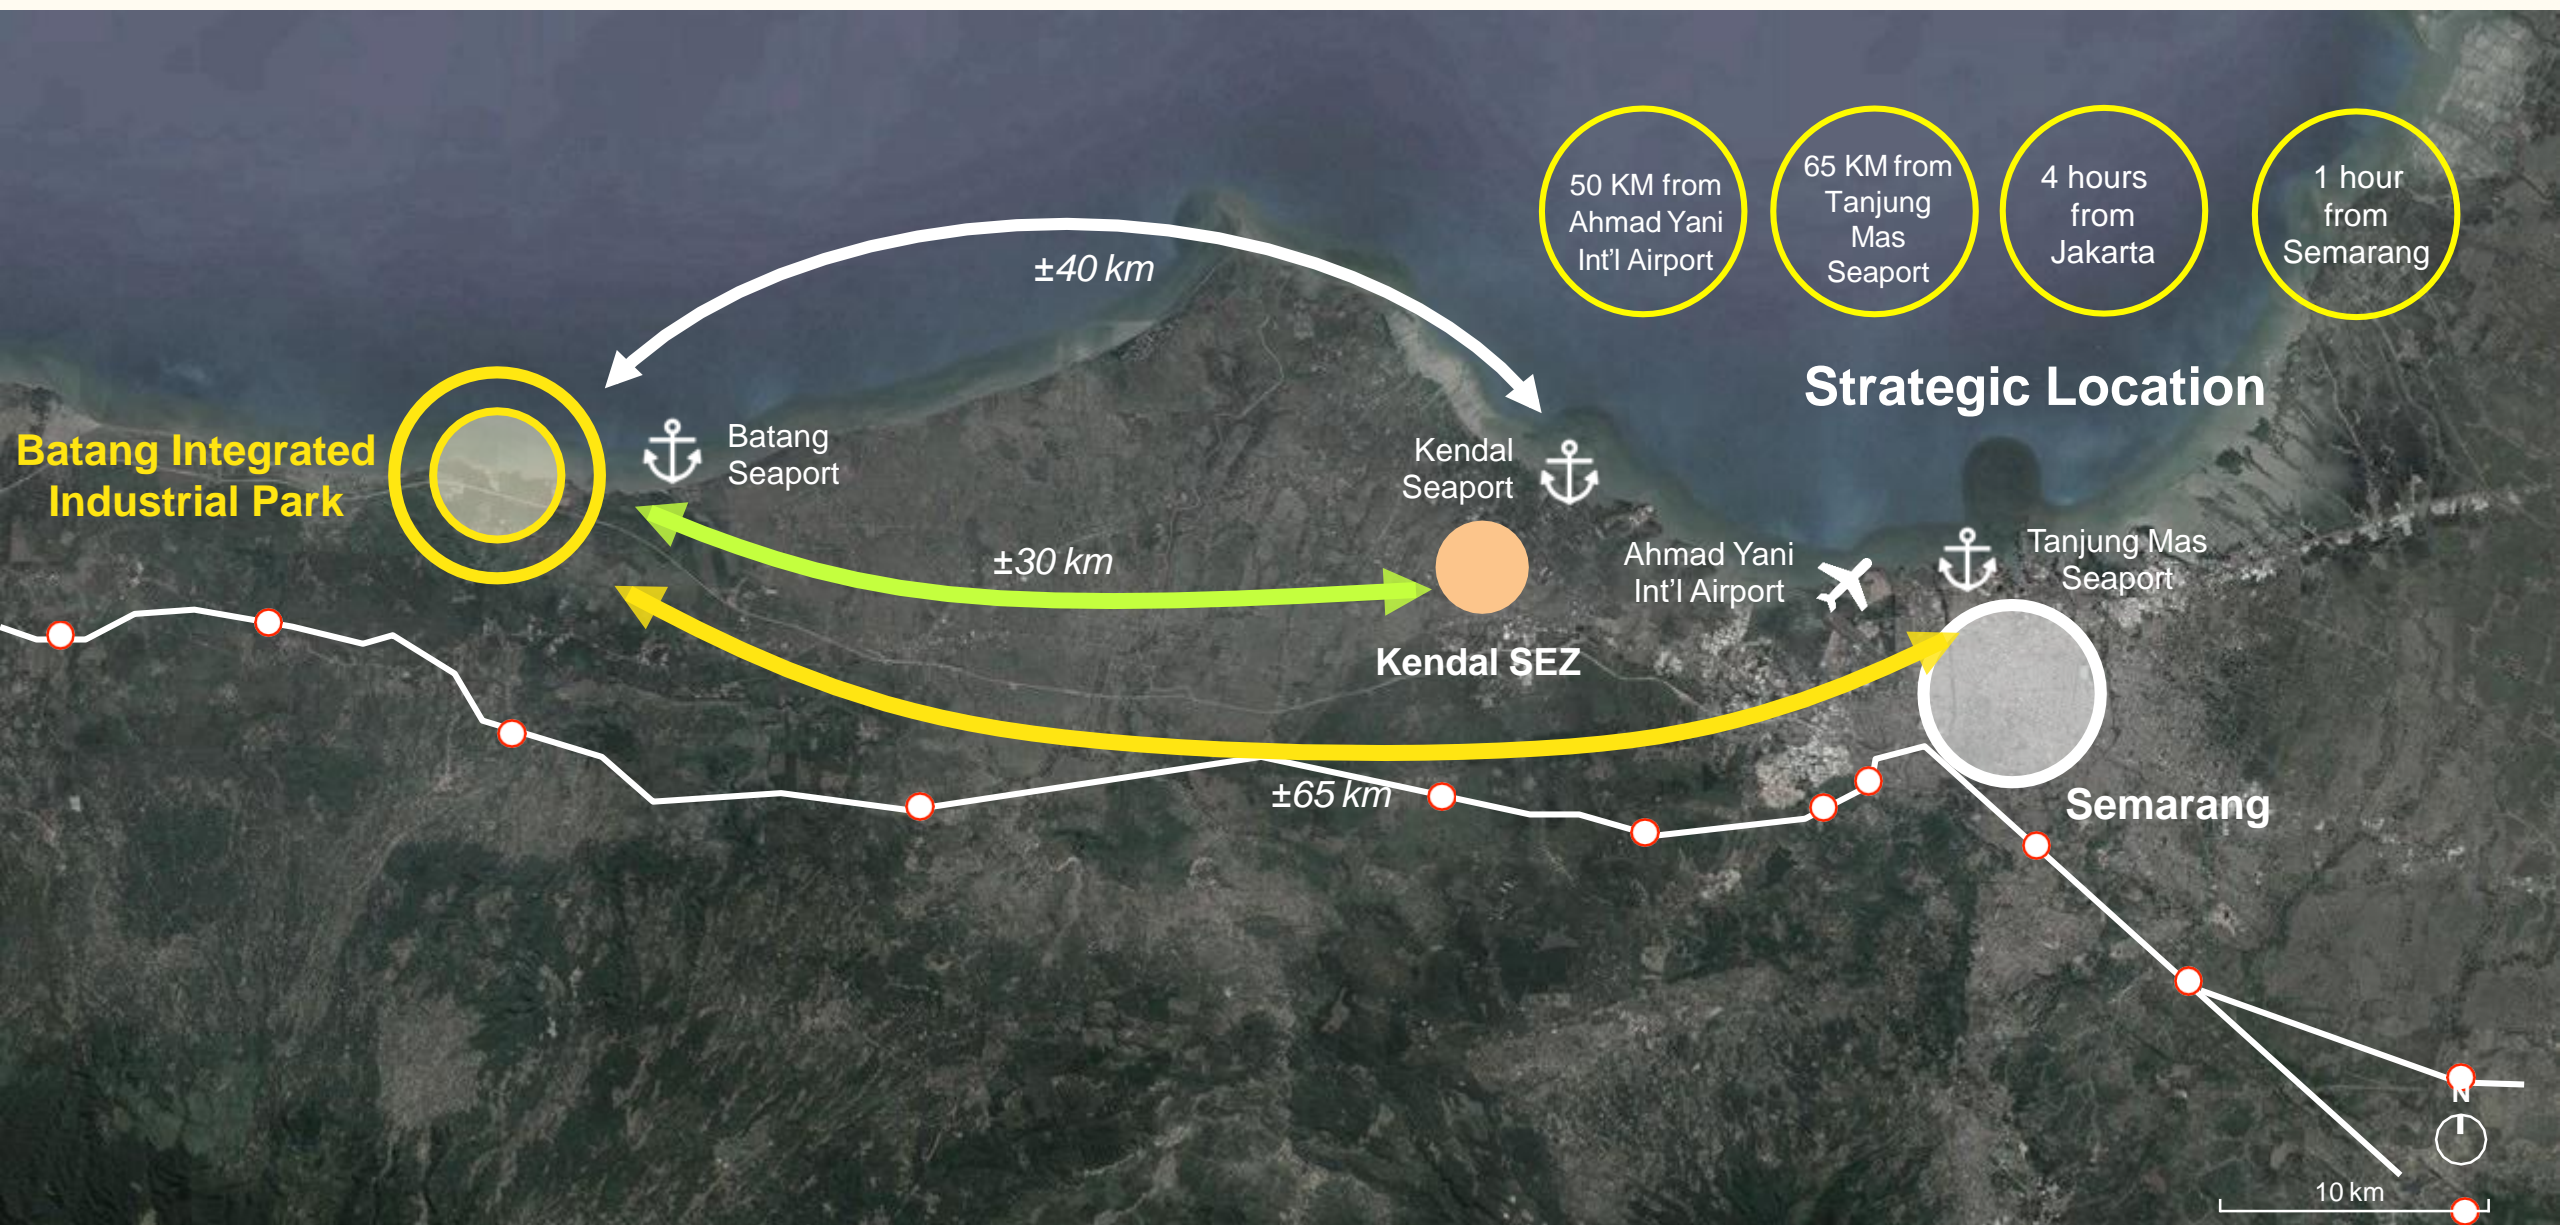 50 KM from
Ahmad Yani
Int'l Airport
65 KM from
Tanjung
Mas
Seaport
4 hours
from
Jakarta
1 hour
from
Semarang
±40 km
Strategic Location
Batang Integrated
Industrial Park
Batang
Seaport
Kendal
Seaport
±30 km
Ahmad Yani
Int'l Airport
Tanjung Mas
Seaport
Kendal SEZ
±65 km
Semarang
N
10 km